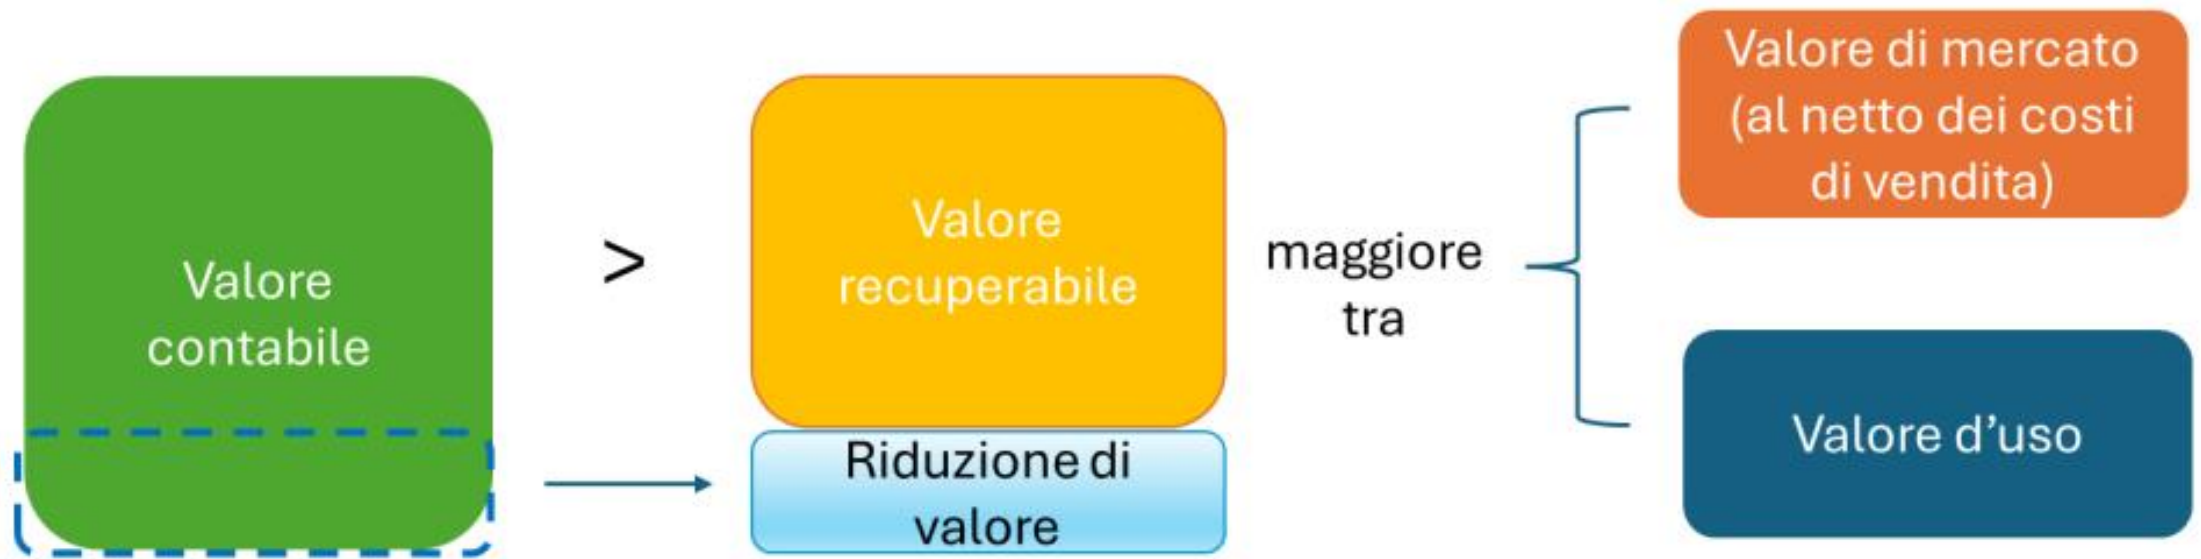 Valore
contabile
>
Valore
recuperabile
Riduzione di
valore
maggiore
tra
Valore di mercato
(al netto dei costi
di vendita)
Valore d’uso